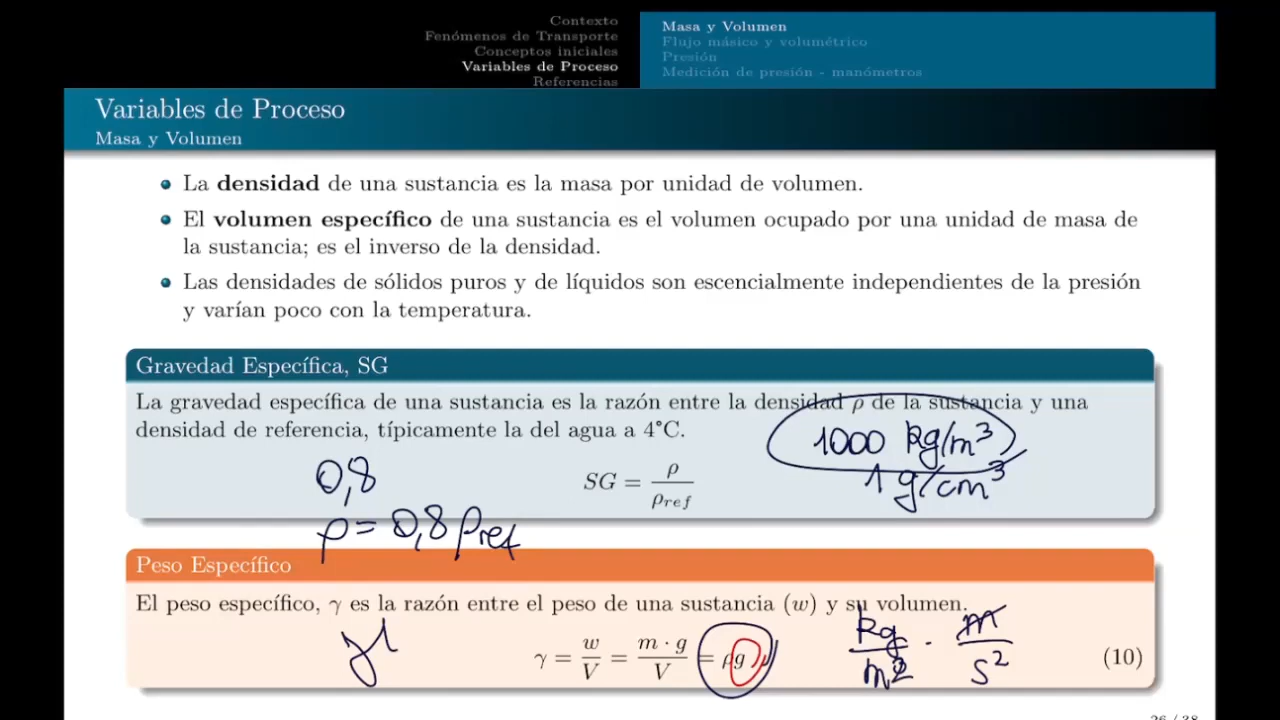 Contexto
Fenómenos de Transporte
Conceptos iniciales
Variables de Proceso
Referencias
Masa y Volumen
Flujo másico y volumétrico
Presión
Medición de presión - manómetros
Variables de Proceso
Masa y Volumen
La densidad de una sustancia es la masa por unidad de volumen.
El volumen específico de una sustancia es el volumen ocupado por una unidad de masa de
la sustancia; es el inverso de la densidad.
Las densidades de sólidos puros y de líquidos son escencialmente independientes de la presión
y varían poco con la temperatura.
Gravedad Específica, SG
La gravedad específica de una sustancia es la razón entre la densidad ρ de la sustancia y una
densidad de referencia, típicamente la del agua a 4°C.
1000 kg/m³
1 g/cm³
SG = ρ / ρref
0,8
ρ = 0,8 ρref
Peso Específico
El peso específico, γ es la razón entre el peso de una sustancia (w) y su volumen.
γ
γ = w/V = m · g/V = ρg (10)
kg/m² · m/s²